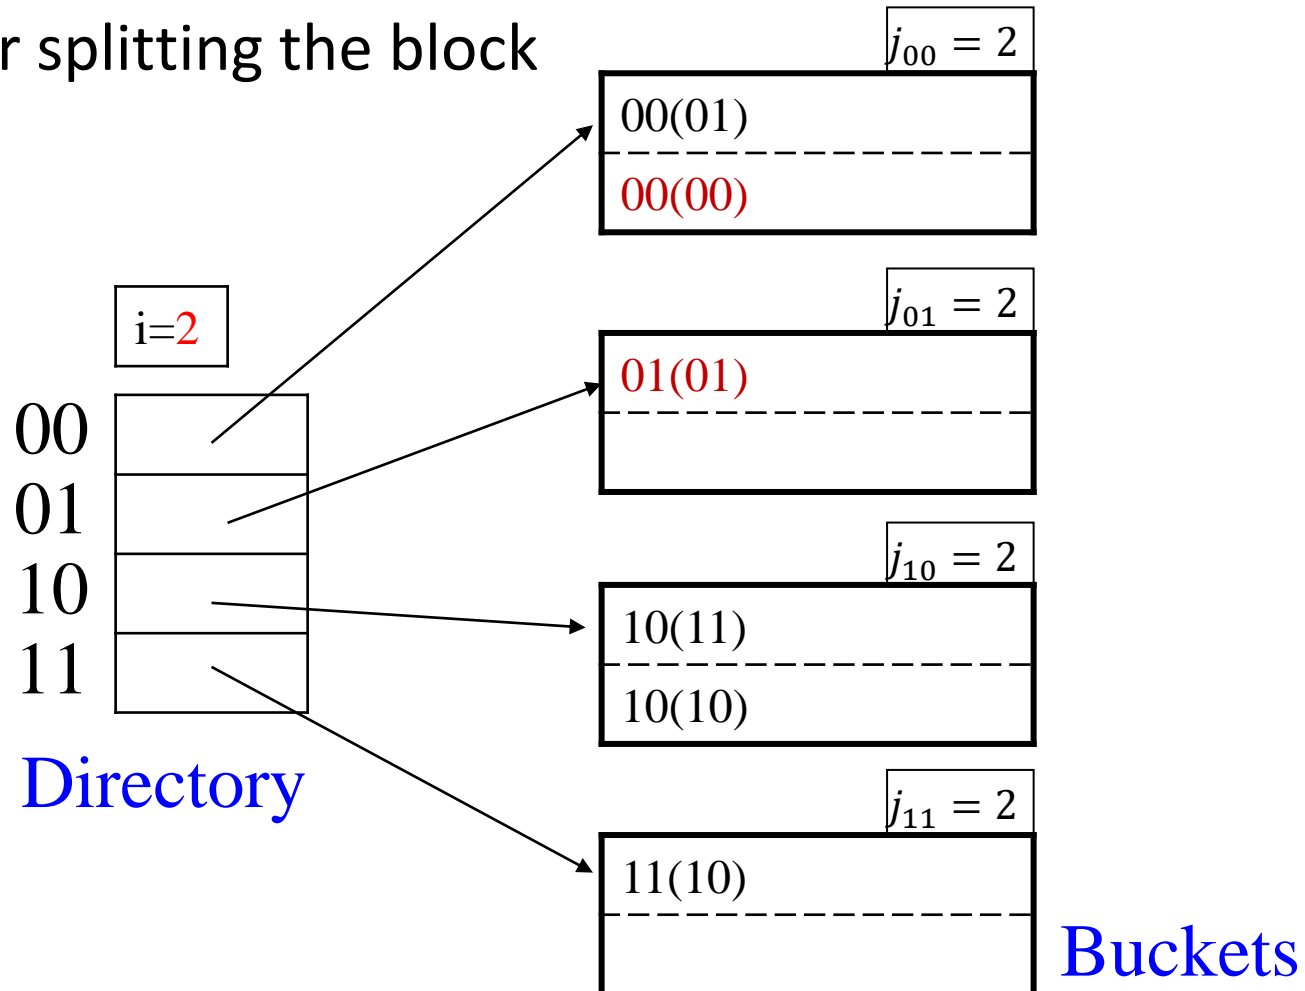 r splitting the block
j₀₀ = 2
00(01)
00(00)
j₀₁ = 2
01(01)
i=2
00
01
10
11
Directory
j₁₀ = 2
10(11)
10(10)
j₁₁ = 2
11(10)
Buckets